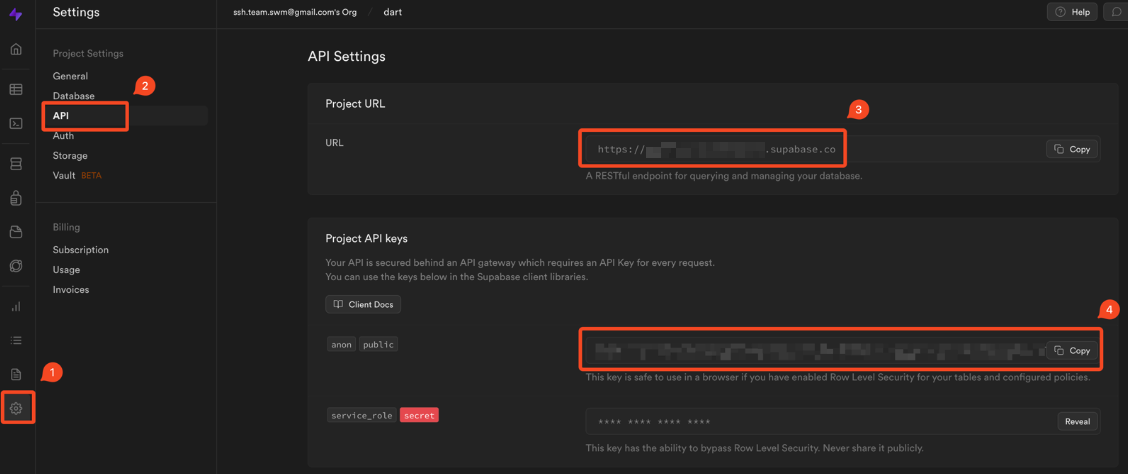 Settings
ssh.team.swm@gmail.com's Org / dart
Help
Project Settings
General
Database
2
API
Auth
Storage
Vault BETA
Billing
Subscription
Usage
Invoices
1
API Settings
Project URL
3
URL
https://
.supabase.co
Copy
A RESTful endpoint for querying and managing your database.
Project API keys
Your API is secured behind an API gateway which requires an API Key for every request.
You can use the keys below in the Supabase client libraries.
Client Docs
4
anon public
Copy
This key is safe to use in a browser if you have enabled Row Level Security for your tables and configured policies.
service_role secret
**** **** **** ****
Reveal
This key has the ability to bypass Row Level Security. Never share it publicly.